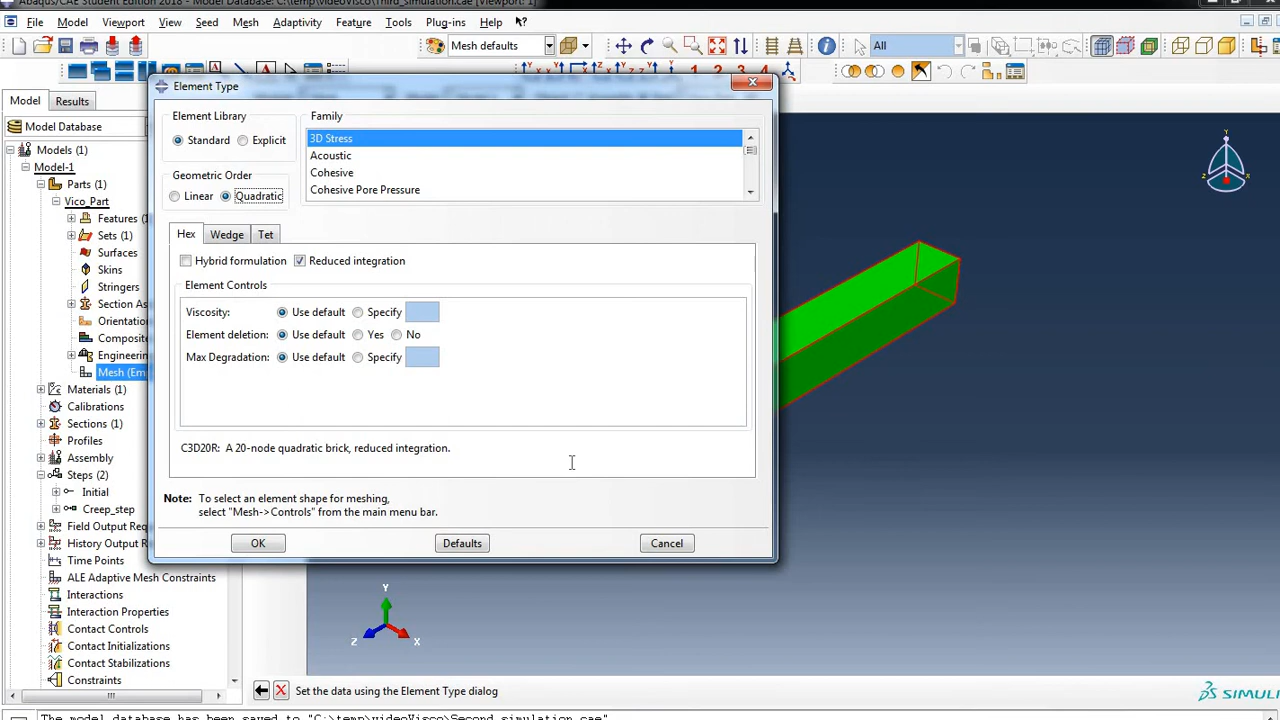 Abaqus/CAE Student Edition 2018 - Model Database: C:\temp\videoVisco\Third_simulation.cae [Viewport: 1]
File Model Viewport View Seed Mesh Adaptivity Feature Tools Plug-ins Help
Mesh defaults All
Model Results
Model Database
Models (1)
Model-1
Parts (1)
Vico_Part
Features (1
Sets (1)
Surfaces
Skins
Stringers
Section As
Orientatio
Composit
Engineerin
Mesh (Em
Materials (1)
Calibrations
Sections (1)
Profiles
Assembly
Steps (2)
Initial
Creep_step
Field Output Req
History Output R
Time Points
ALE Adaptive Mesh Constraints
Interactions
Interaction Properties
Contact Controls
Contact Initializations
Contact Stabilizations
Constraints
Element Type
Element Library
Standard Explicit
Geometric Order
Linear Quadratic
Family
3D Stress
Acoustic
Cohesive
Cohesive Pore Pressure
Hex Wedge Tet
Hybrid formulation Reduced integration
Element Controls
Viscosity: Use default Specify
Element deletion: Use default Yes No
Max Degradation: Use default Specify
C3D20R: A 20-node quadratic brick, reduced integration.
Note: To select an element shape for meshing,
select "Mesh->Controls" from the main menu bar.
OK Defaults Cancel
Y
Z X
Y
Z X
Set the data using the Element Type dialog
SIMULI
The model database has been saved to "C:\temp\videoVisco\Second_simulation.cae"